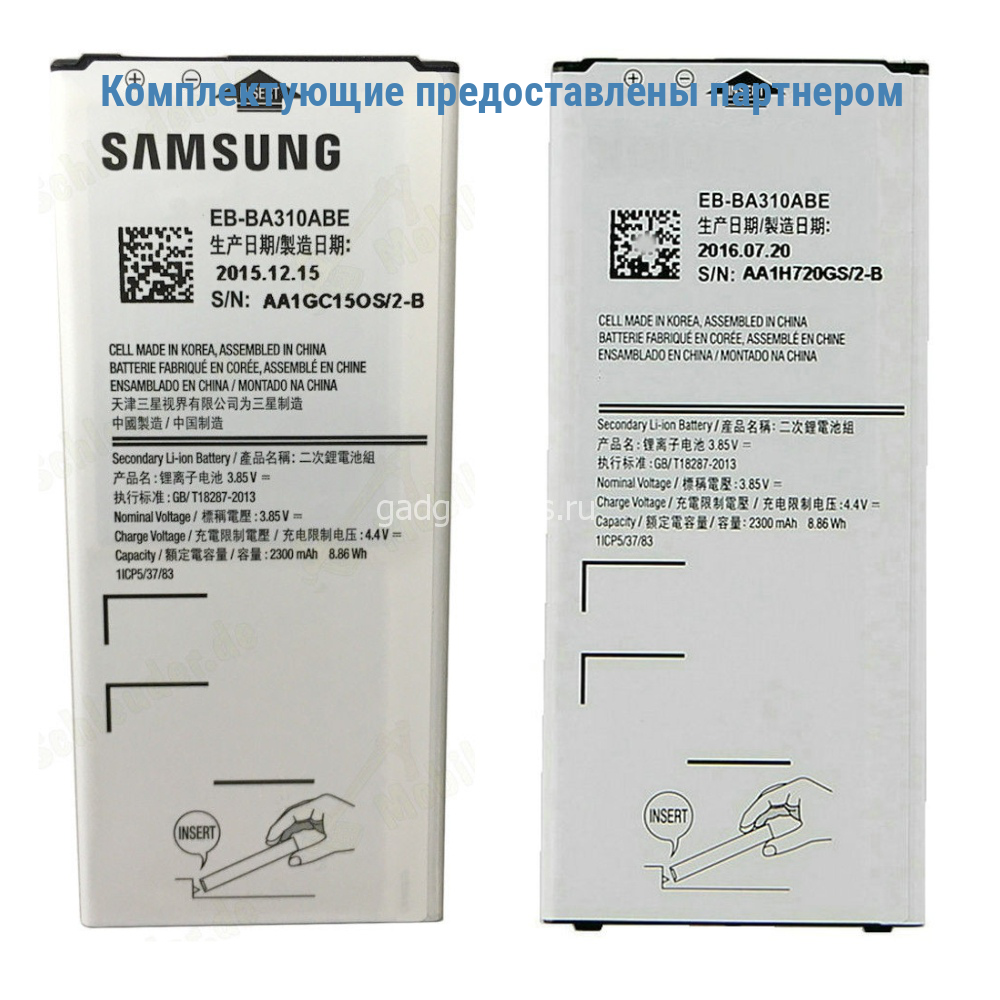 Комплектующие предоставлены партнером
INSERT
SAMSUNG
EB-BA310ABE
生产日期/製造日期:
2015.12.15
S/N: AA1GC15OS/2-B
CELL MADE IN KOREA, ASSEMBLED IN CHINA
BATTERIE FABRIQUÉ EN CORÉE, ASSEMBLÉ EN CHINE
ENSAMBLADO EN CHINA / MONTADO NA CHINA
天津三星视界有限公司为三星制造
中國製造 / 中国制造
Secondary Li-ion Battery / 產品名稱: 二次鋰電池組
产品名: 锂离子电池 3.85V ⎓
执行标准: GB/T18287-2013
Nominal Voltage / 標稱電壓: 3.85V ⎓
Charge Voltage / 充電限制電壓 / 充电限制电压: 4.4V ⎓
Capacity / 額定電容量 / 容量: 2300 mAh 8.86 Wh
1ICP5/37/83
INSERT
INSERT
EB-BA310ABE
生产日期/製造日期:
2016.07.20
S/N: AA1H720GS/2-B
CELL MADE IN KOREA, ASSEMBLED IN CHINA
BATTERIE FABRIQUÉ EN CORÉE, ASSEMBLÉ EN CHINE
ENSAMBLADO EN CHINA / MONTADO NA CHINA
Secondary Li-ion Battery / 產品名稱: 二次鋰電池組
产品名: 锂离子电池 3.85V ⎓
执行标准: GB/T18287-2013
Nominal Voltage / 標稱電壓: 3.85V ⎓
Charge Voltage / 充電限制電壓 / 充电限制电压: 4.4V ⎓
Capacity / 額定電容量 / 容量: 2300 mAh 8.86 Wh
1ICP5/37/83
INSERT